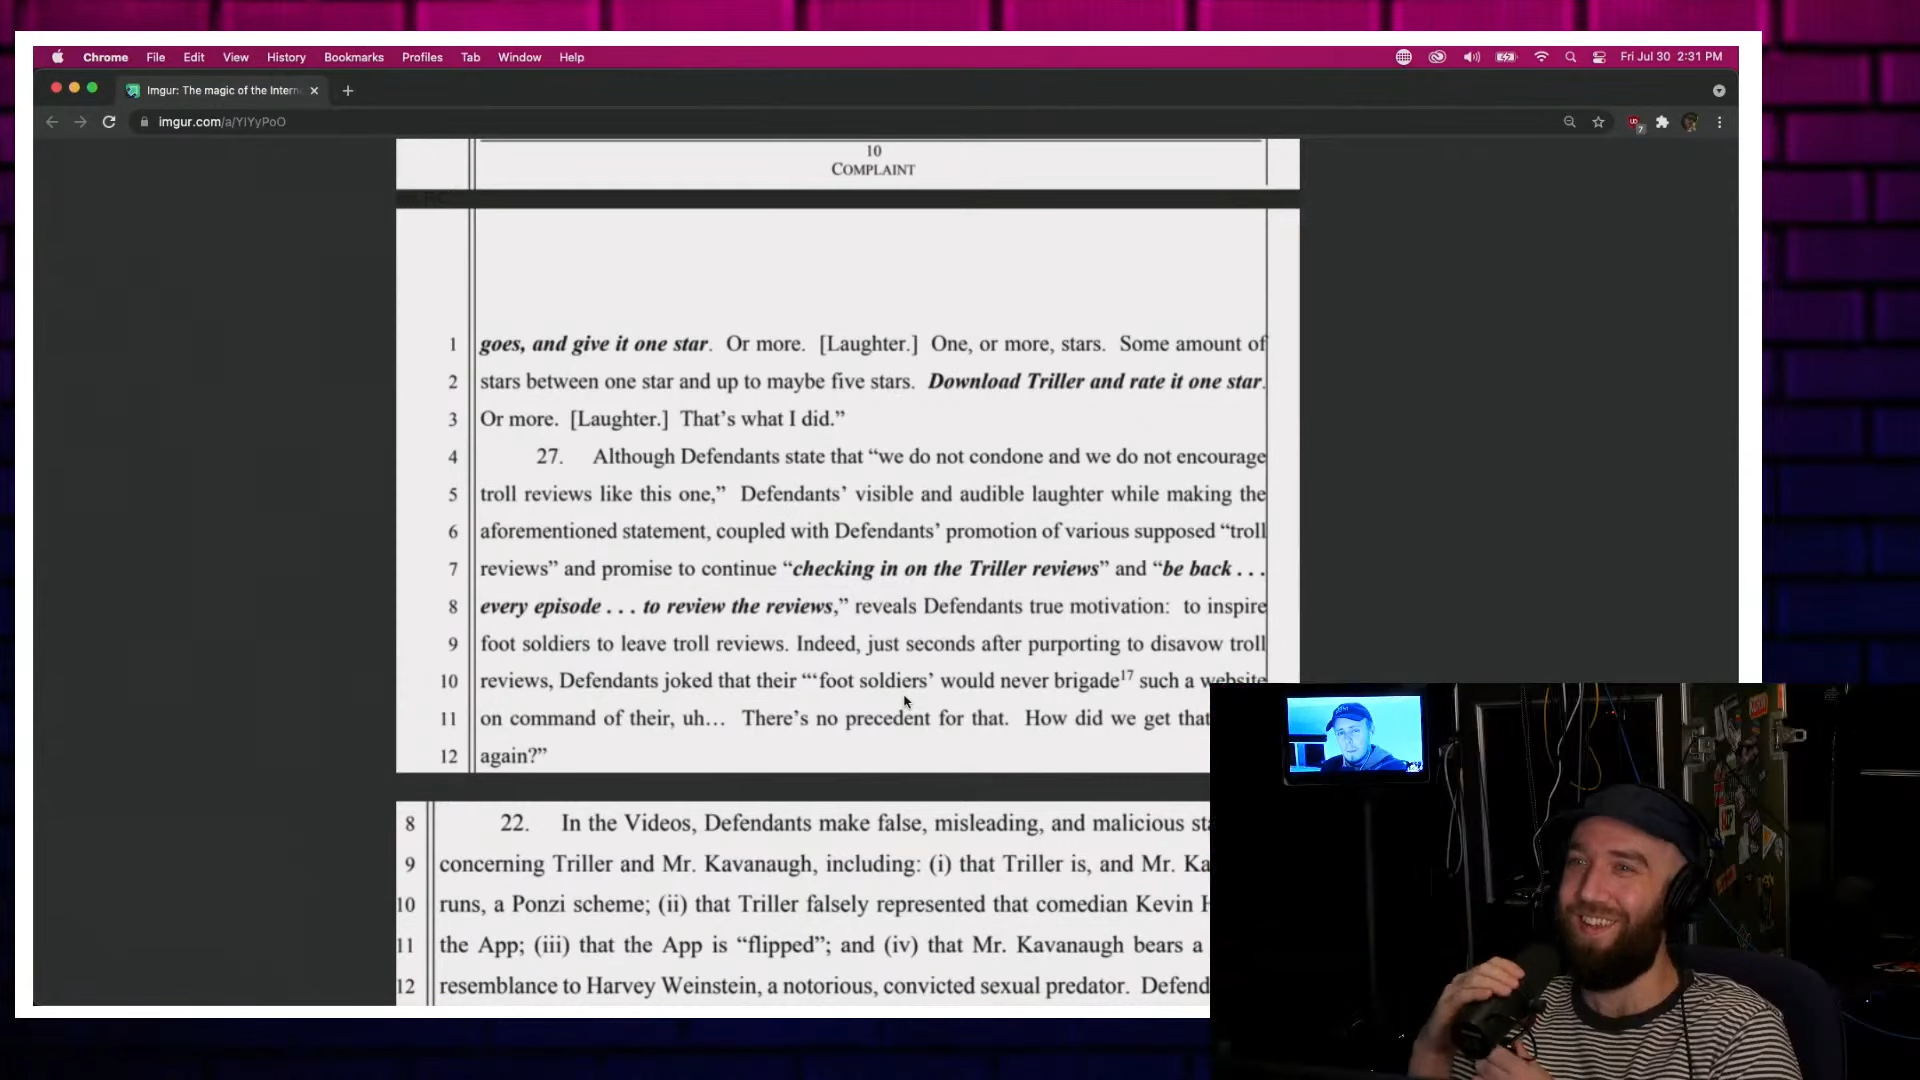 Chrome File Edit View History Bookmarks Profiles Tab Window Help Fri Jul 30 2:31 PM
Imgur: The magic of the Intern
imgur.com/a/YIYyPoO
7
10
COMPLAINT
1 goes, and give it one star. Or more. [Laughter.] One, or more, stars. Some amount of
2 stars between one star and up to maybe five stars. Download Triller and rate it one star.
3 Or more. [Laughter.] That’s what I did.”
4 27. Although Defendants state that “we do not condone and we do not encourage
5 troll reviews like this one,” Defendants’ visible and audible laughter while making the
6 aforementioned statement, coupled with Defendants’ promotion of various supposed “troll
7 reviews” and promise to continue “checking in on the Triller reviews” and “be back . . .
8 every episode . . . to review the reviews,” reveals Defendants true motivation: to inspire
9 foot soldiers to leave troll reviews. Indeed, just seconds after purporting to disavow troll
10 reviews, Defendants joked that their “‘foot soldiers’ would never brigade17 such a website
11 on command of their, uh… There’s no precedent for that. How did we get that
12 again?”
8 22. In the Videos, Defendants make false, misleading, and malicious st
9 concerning Triller and Mr. Kavanaugh, including: (i) that Triller is, and Mr. Ka
10 runs, a Ponzi scheme; (ii) that Triller falsely represented that comedian Kevin H
11 the App; (iii) that the App is “flipped”; and (iv) that Mr. Kavanaugh bears a
12 resemblance to Harvey Weinstein, a notorious, convicted sexual predator. Defend